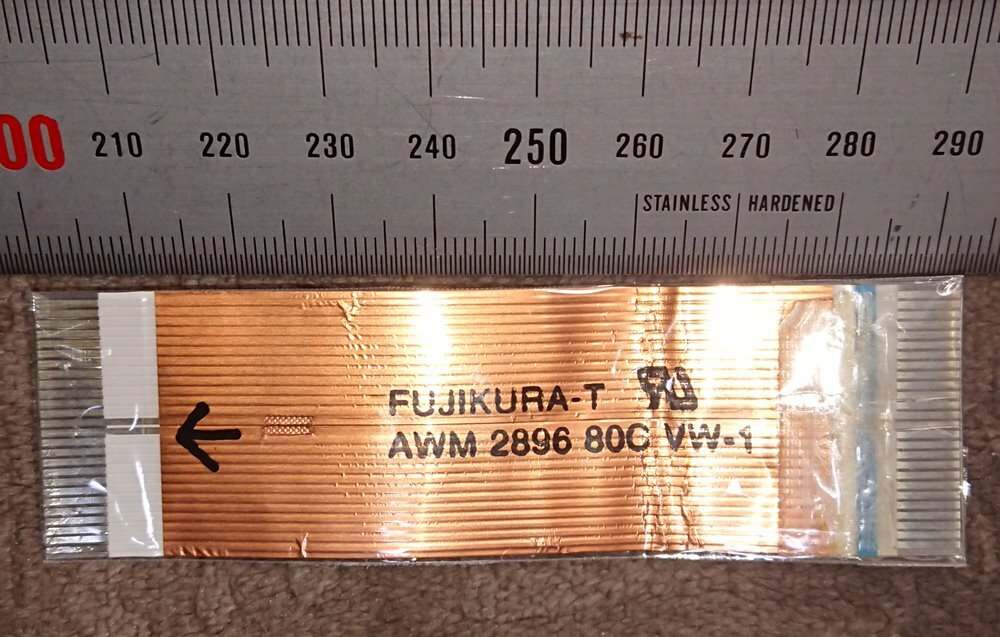 00 210 220 230 240 250 260 270 280 290
STAINLESS HARDENED
FUJIKURA-T
AWM 2896 80C VW-1